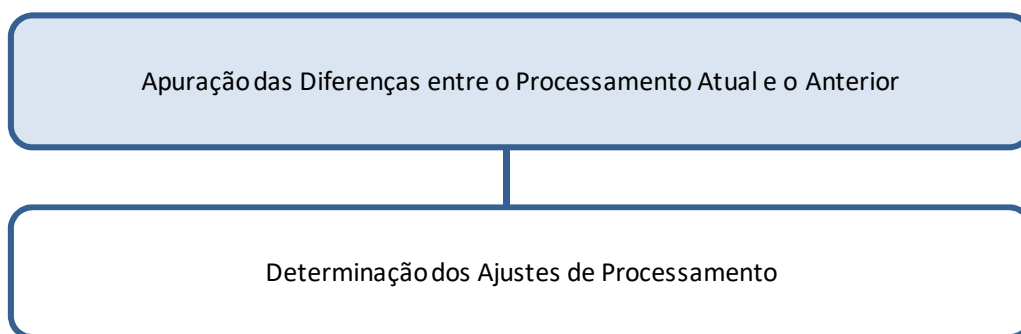 Apuração das Diferenças entre o Processamento Atual e o Anterior
Determinação dos Ajustes de Processamento